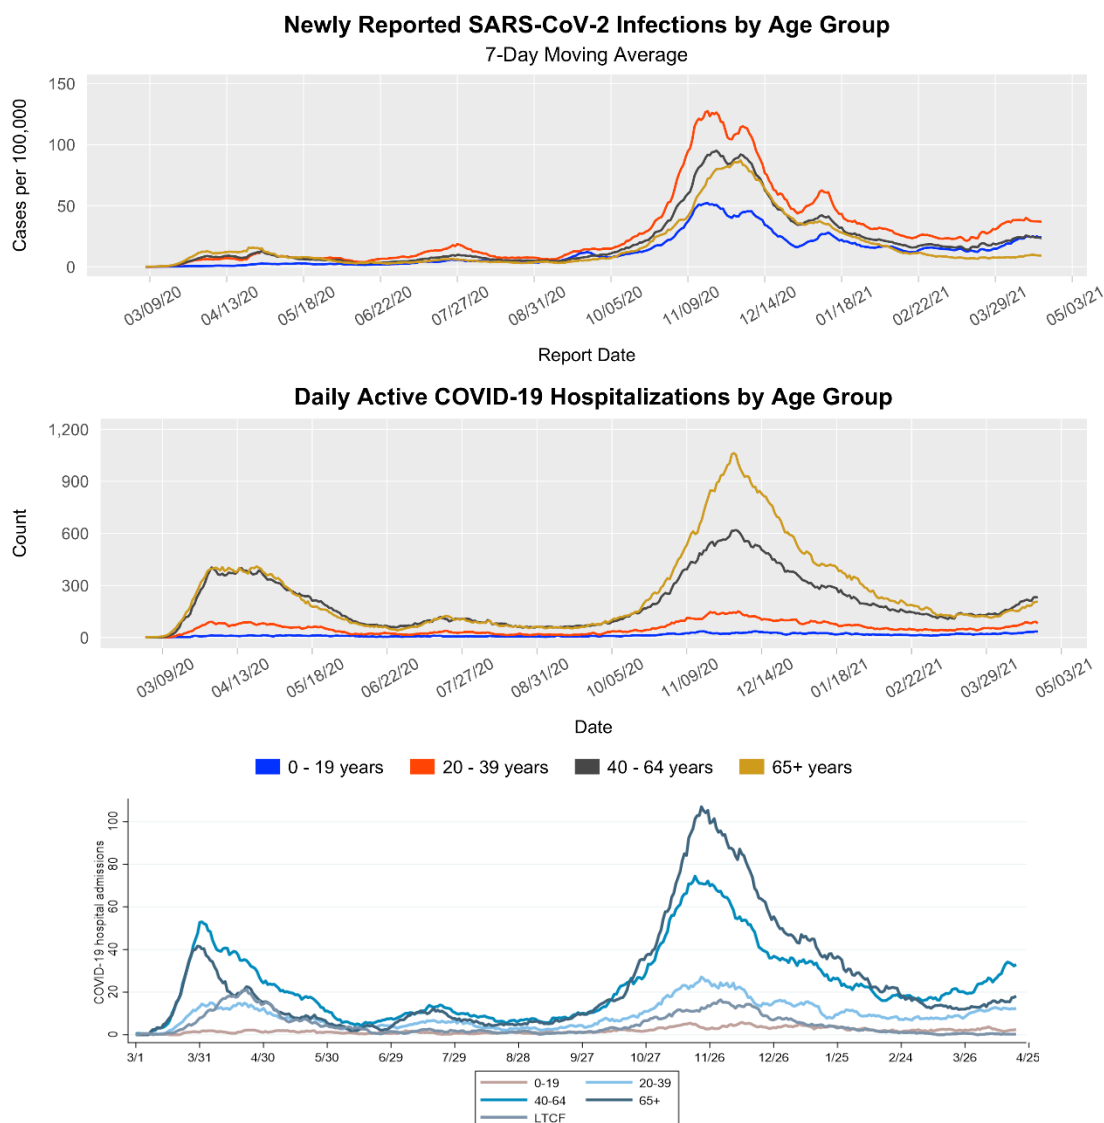 Newly Reported SARS-CoV-2 Infections by Age Group
7-Day Moving Average
Cases per 100,000
150
100
50
0
03/09/20 04/13/20 05/18/20 06/22/20 07/27/20 08/31/20 10/05/20 11/09/20 12/14/20 01/18/21 02/22/21 03/29/21 05/03/21
Report Date
Daily Active COVID-19 Hospitalizations by Age Group
Count
1,200
900
600
300
0
03/09/20 04/13/20 05/18/20 06/22/20 07/27/20 08/31/20 10/05/20 11/09/20 12/14/20 01/18/21 02/22/21 03/29/21 05/03/21
Date
0 - 19 years 20 - 39 years 40 - 64 years 65+ years
COVID-19 hospital admissions
100
80
60
40
20
0
3/1 3/31 4/30 5/30 6/29 7/29 8/28 9/27 10/27 11/26 12/26 1/25 2/24 3/26 4/25
0-19 20-39
40-64 65+
LTCF